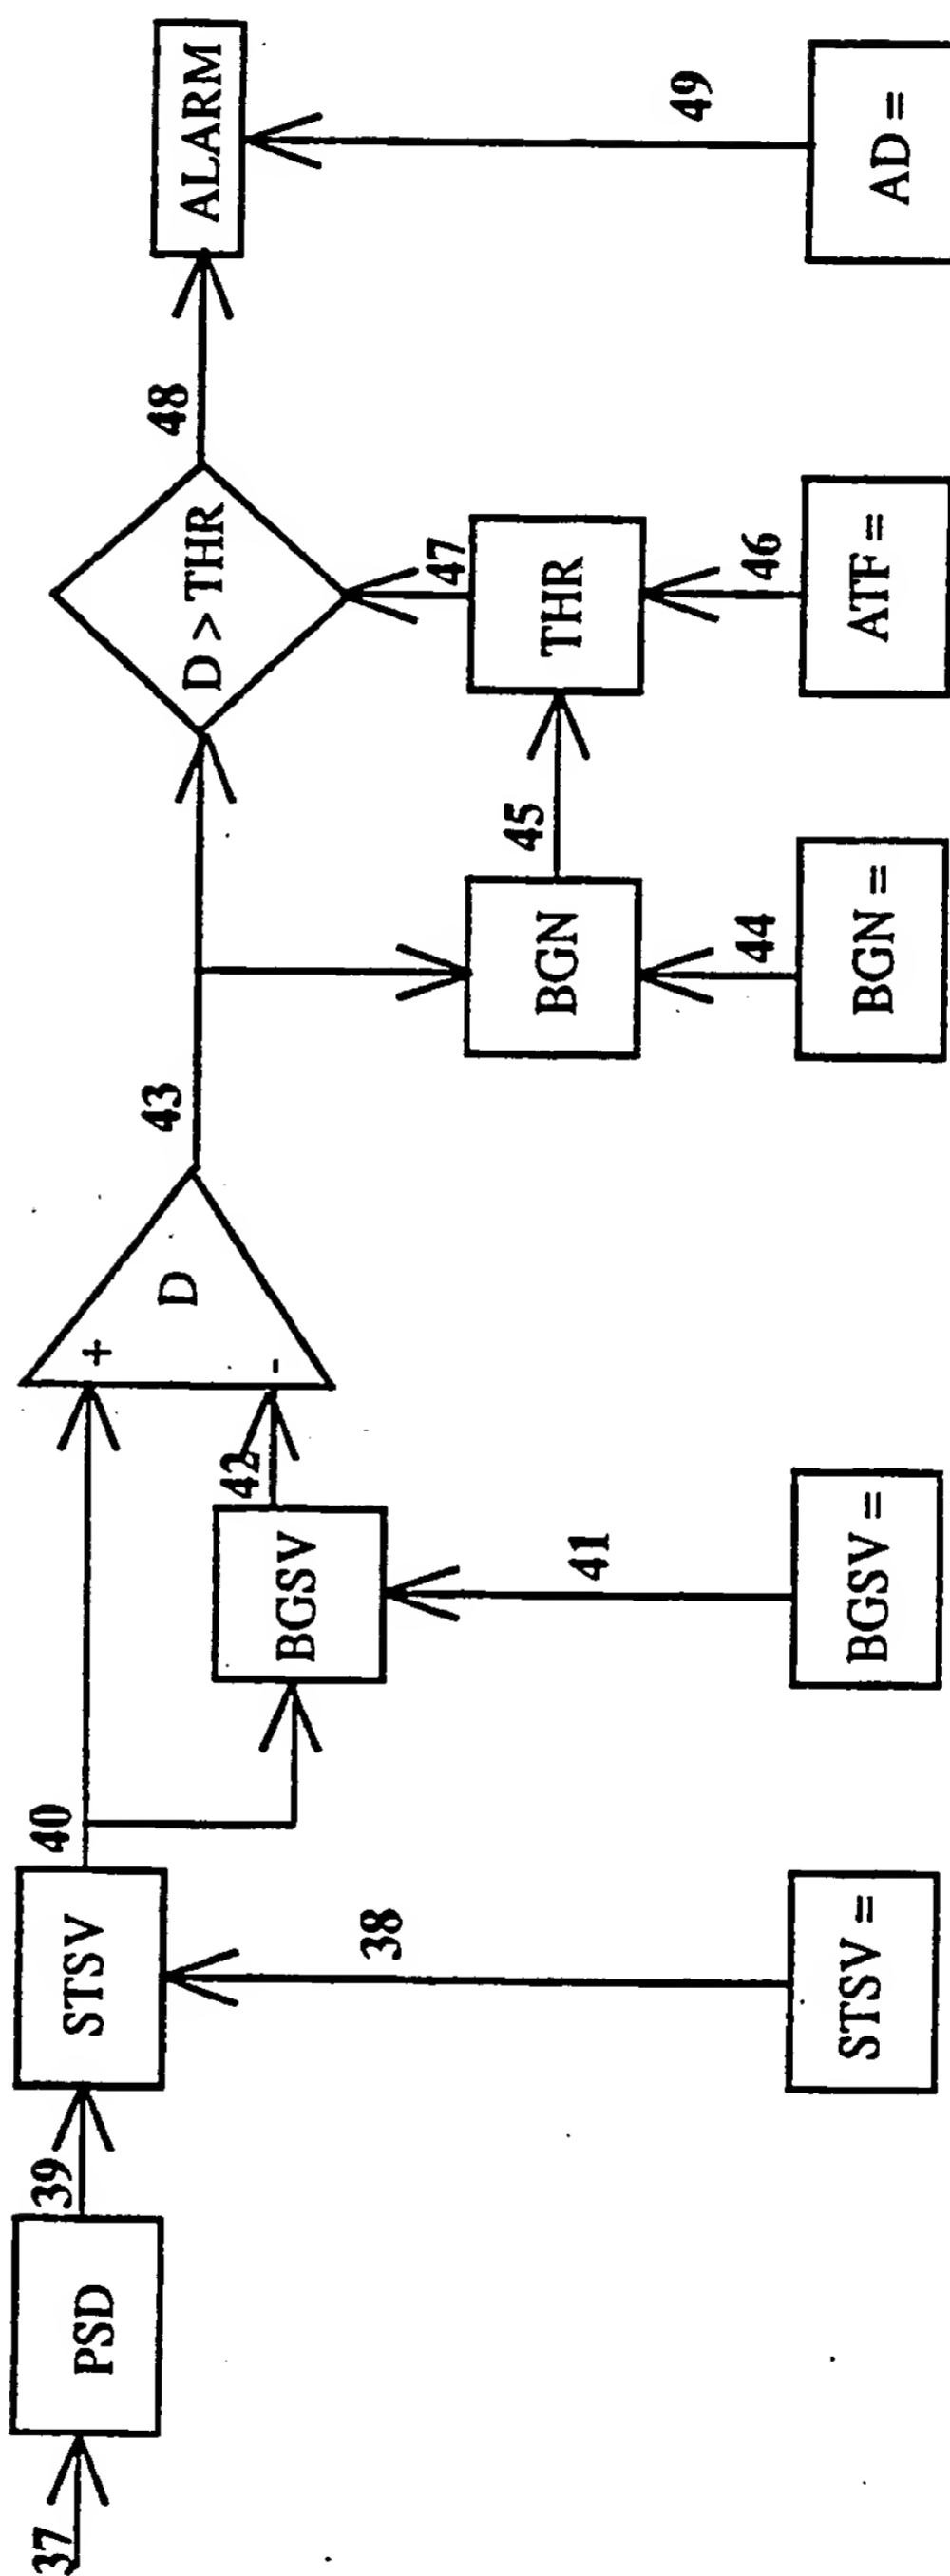 37
PSD
39
STSV
40
38
STSV =
BGSV
42
41
BGSV =
+
-
D
43
BGN
44
BGN =
45
THR
46
ATF =
47
D > THR
48
ALARM
49
AD =